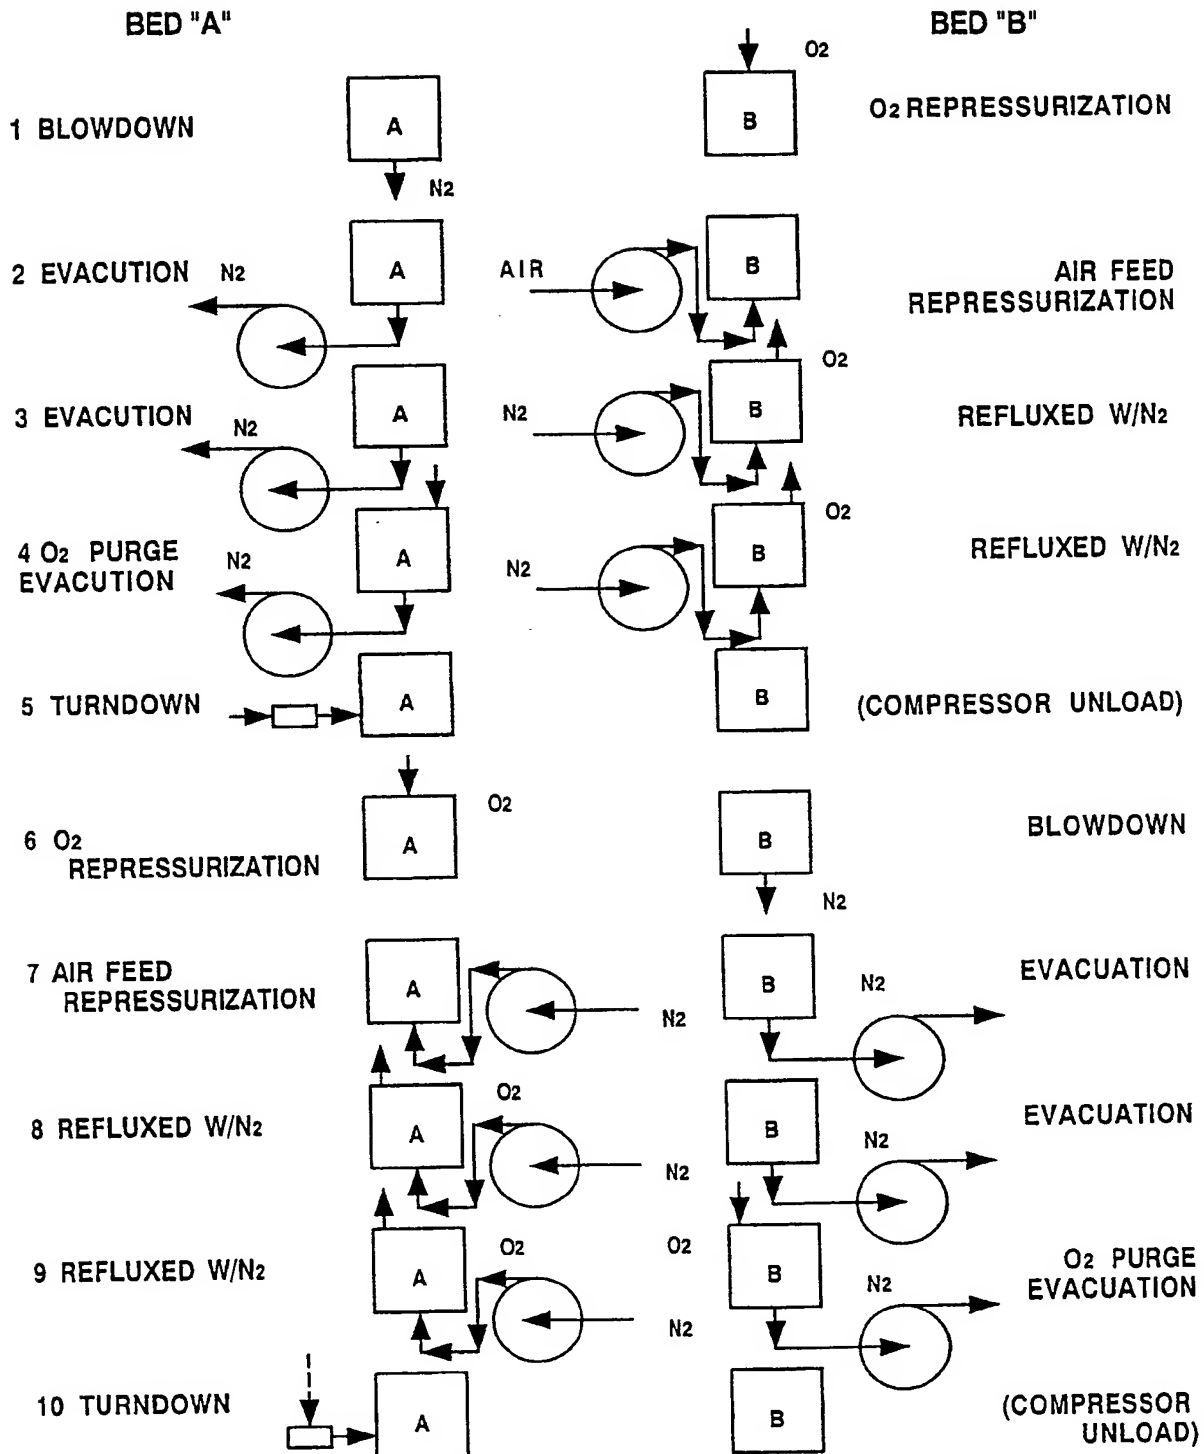 BED "A"
BED "B"
O2
1 BLOWDOWN
A
N2
B
O2 REPRESSURIZATION
2 EVACUTION
N2
A
AIR
B
AIR FEED
REPRESSURIZATION
3 EVACUTION
N2
A
N2
B
O2
REFLUXED W/N2
4 O2 PURGE
EVACUTION
N2
A
N2
B
O2
REFLUXED W/N2
5 TURNDOWN
A
B
(COMPRESSOR UNLOAD)
6 O2
REPRESSURIZATION
A
O2
B
N2
BLOWDOWN
7 AIR FEED
REPRESSURIZATION
A
N2
B
N2
EVACUATION
8 REFLUXED W/N2
A
O2
N2
B
N2
EVACUATION
9 REFLUXED W/N2
A
O2
N2
O2
B
N2
O2 PURGE
EVACUATION
10 TURNDOWN
A
B
(COMPRESSOR
UNLOAD)